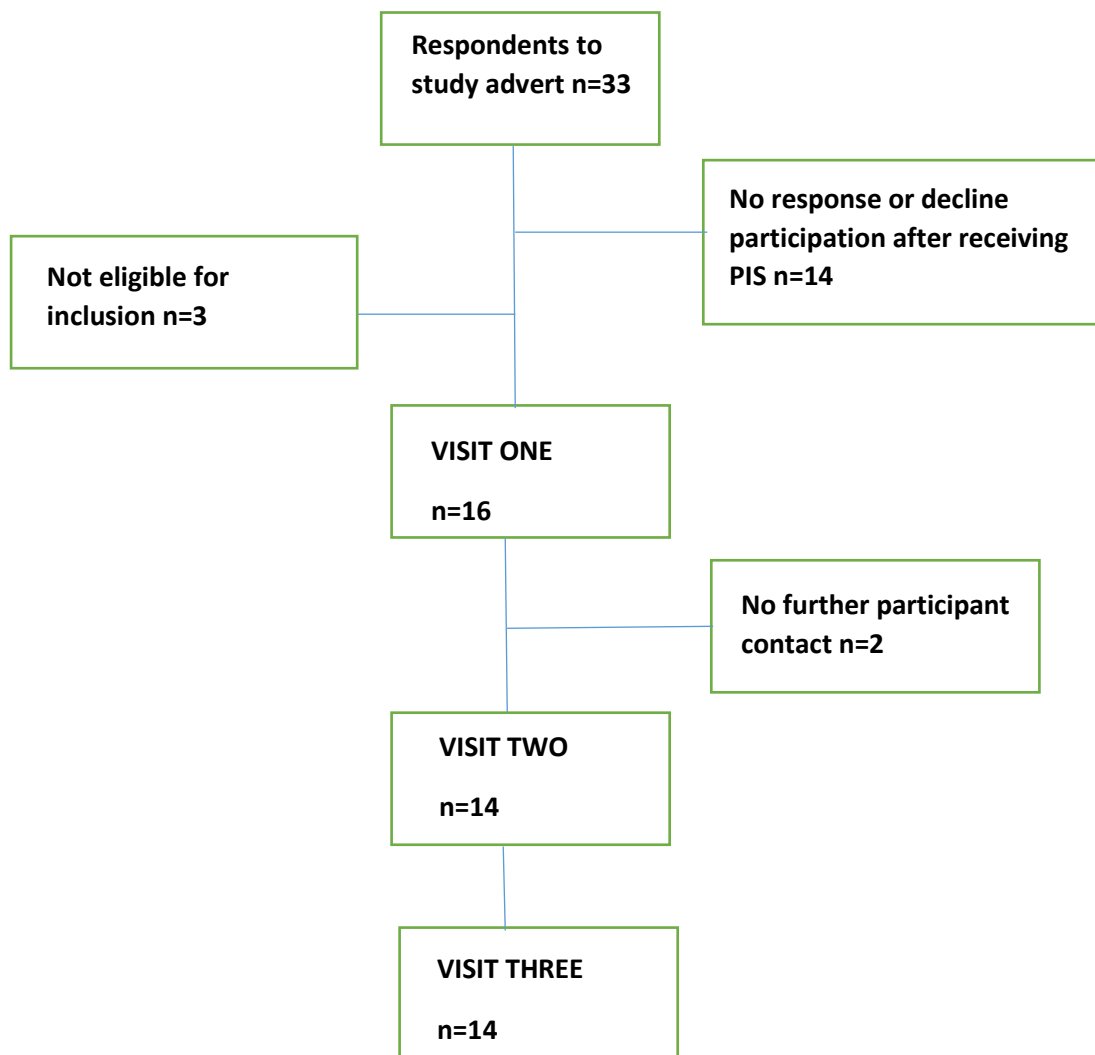 Respondents to
study advert n=33
No response or decline
participation after receiving
PIS n=14
Not eligible for
inclusion n=3
VISIT ONE
n=16
No further participant
contact n=2
VISIT TWO
n=14
VISIT THREE
n=14